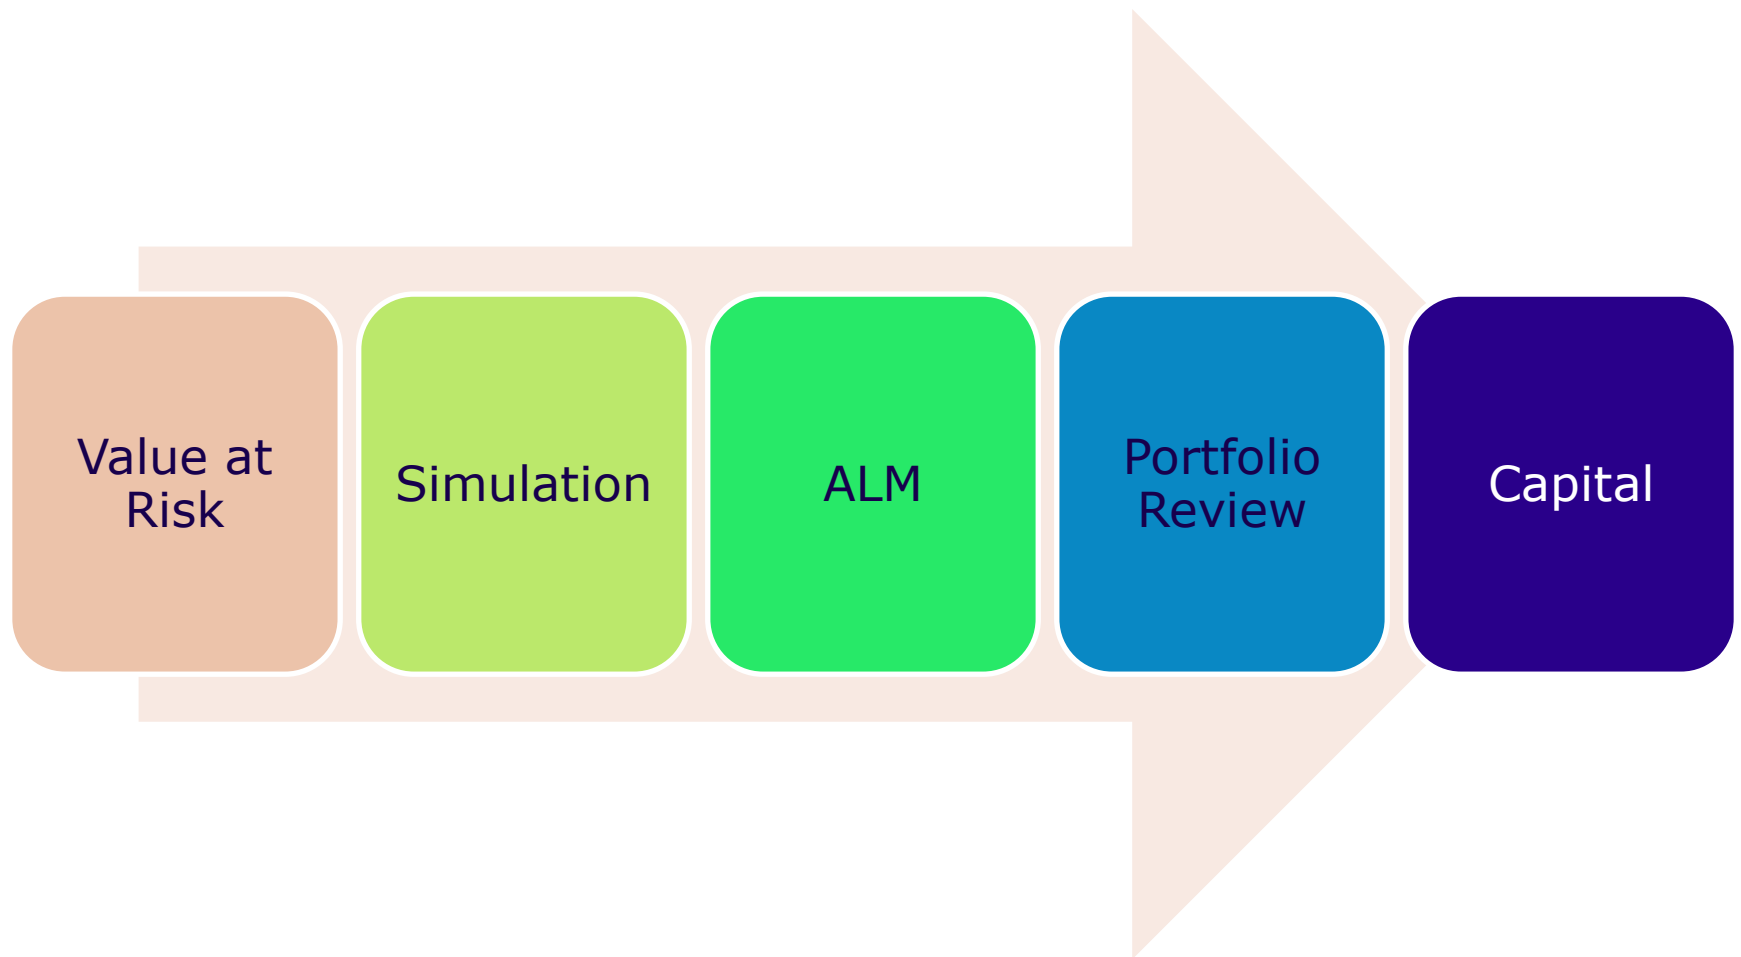 Value at
Risk
Simulation
ALM
Portfolio
Review
Capital